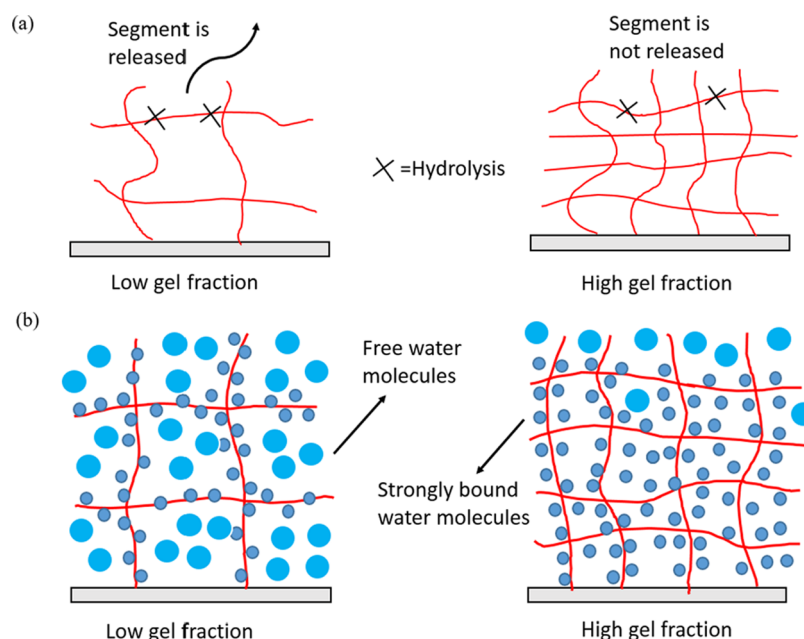 (a)
Segment is
released
Segment is
not released
=Hydrolysis
Low gel fraction
High gel fraction
(b)
Free water
molecules
Strongly bound
water molecules
Low gel fraction
High gel fraction